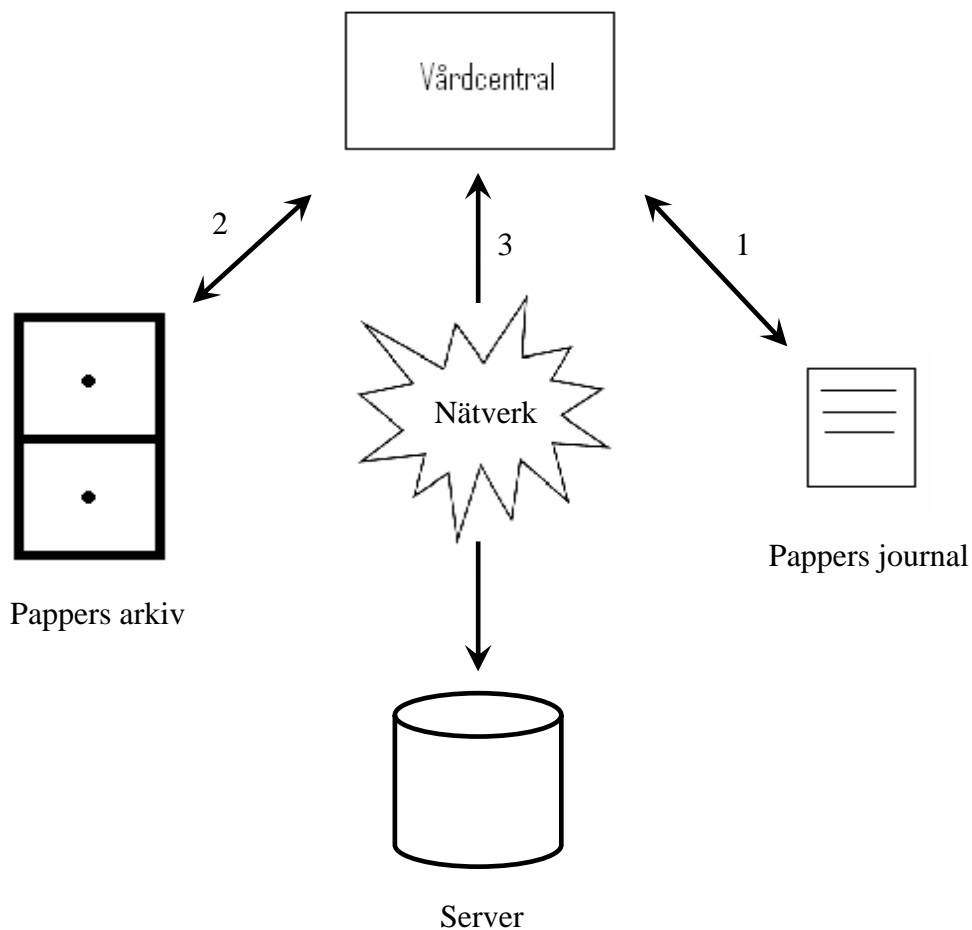 Vårdcentral
2
3
1
Nätverk
Pappers journal
Pappers arkiv
Server